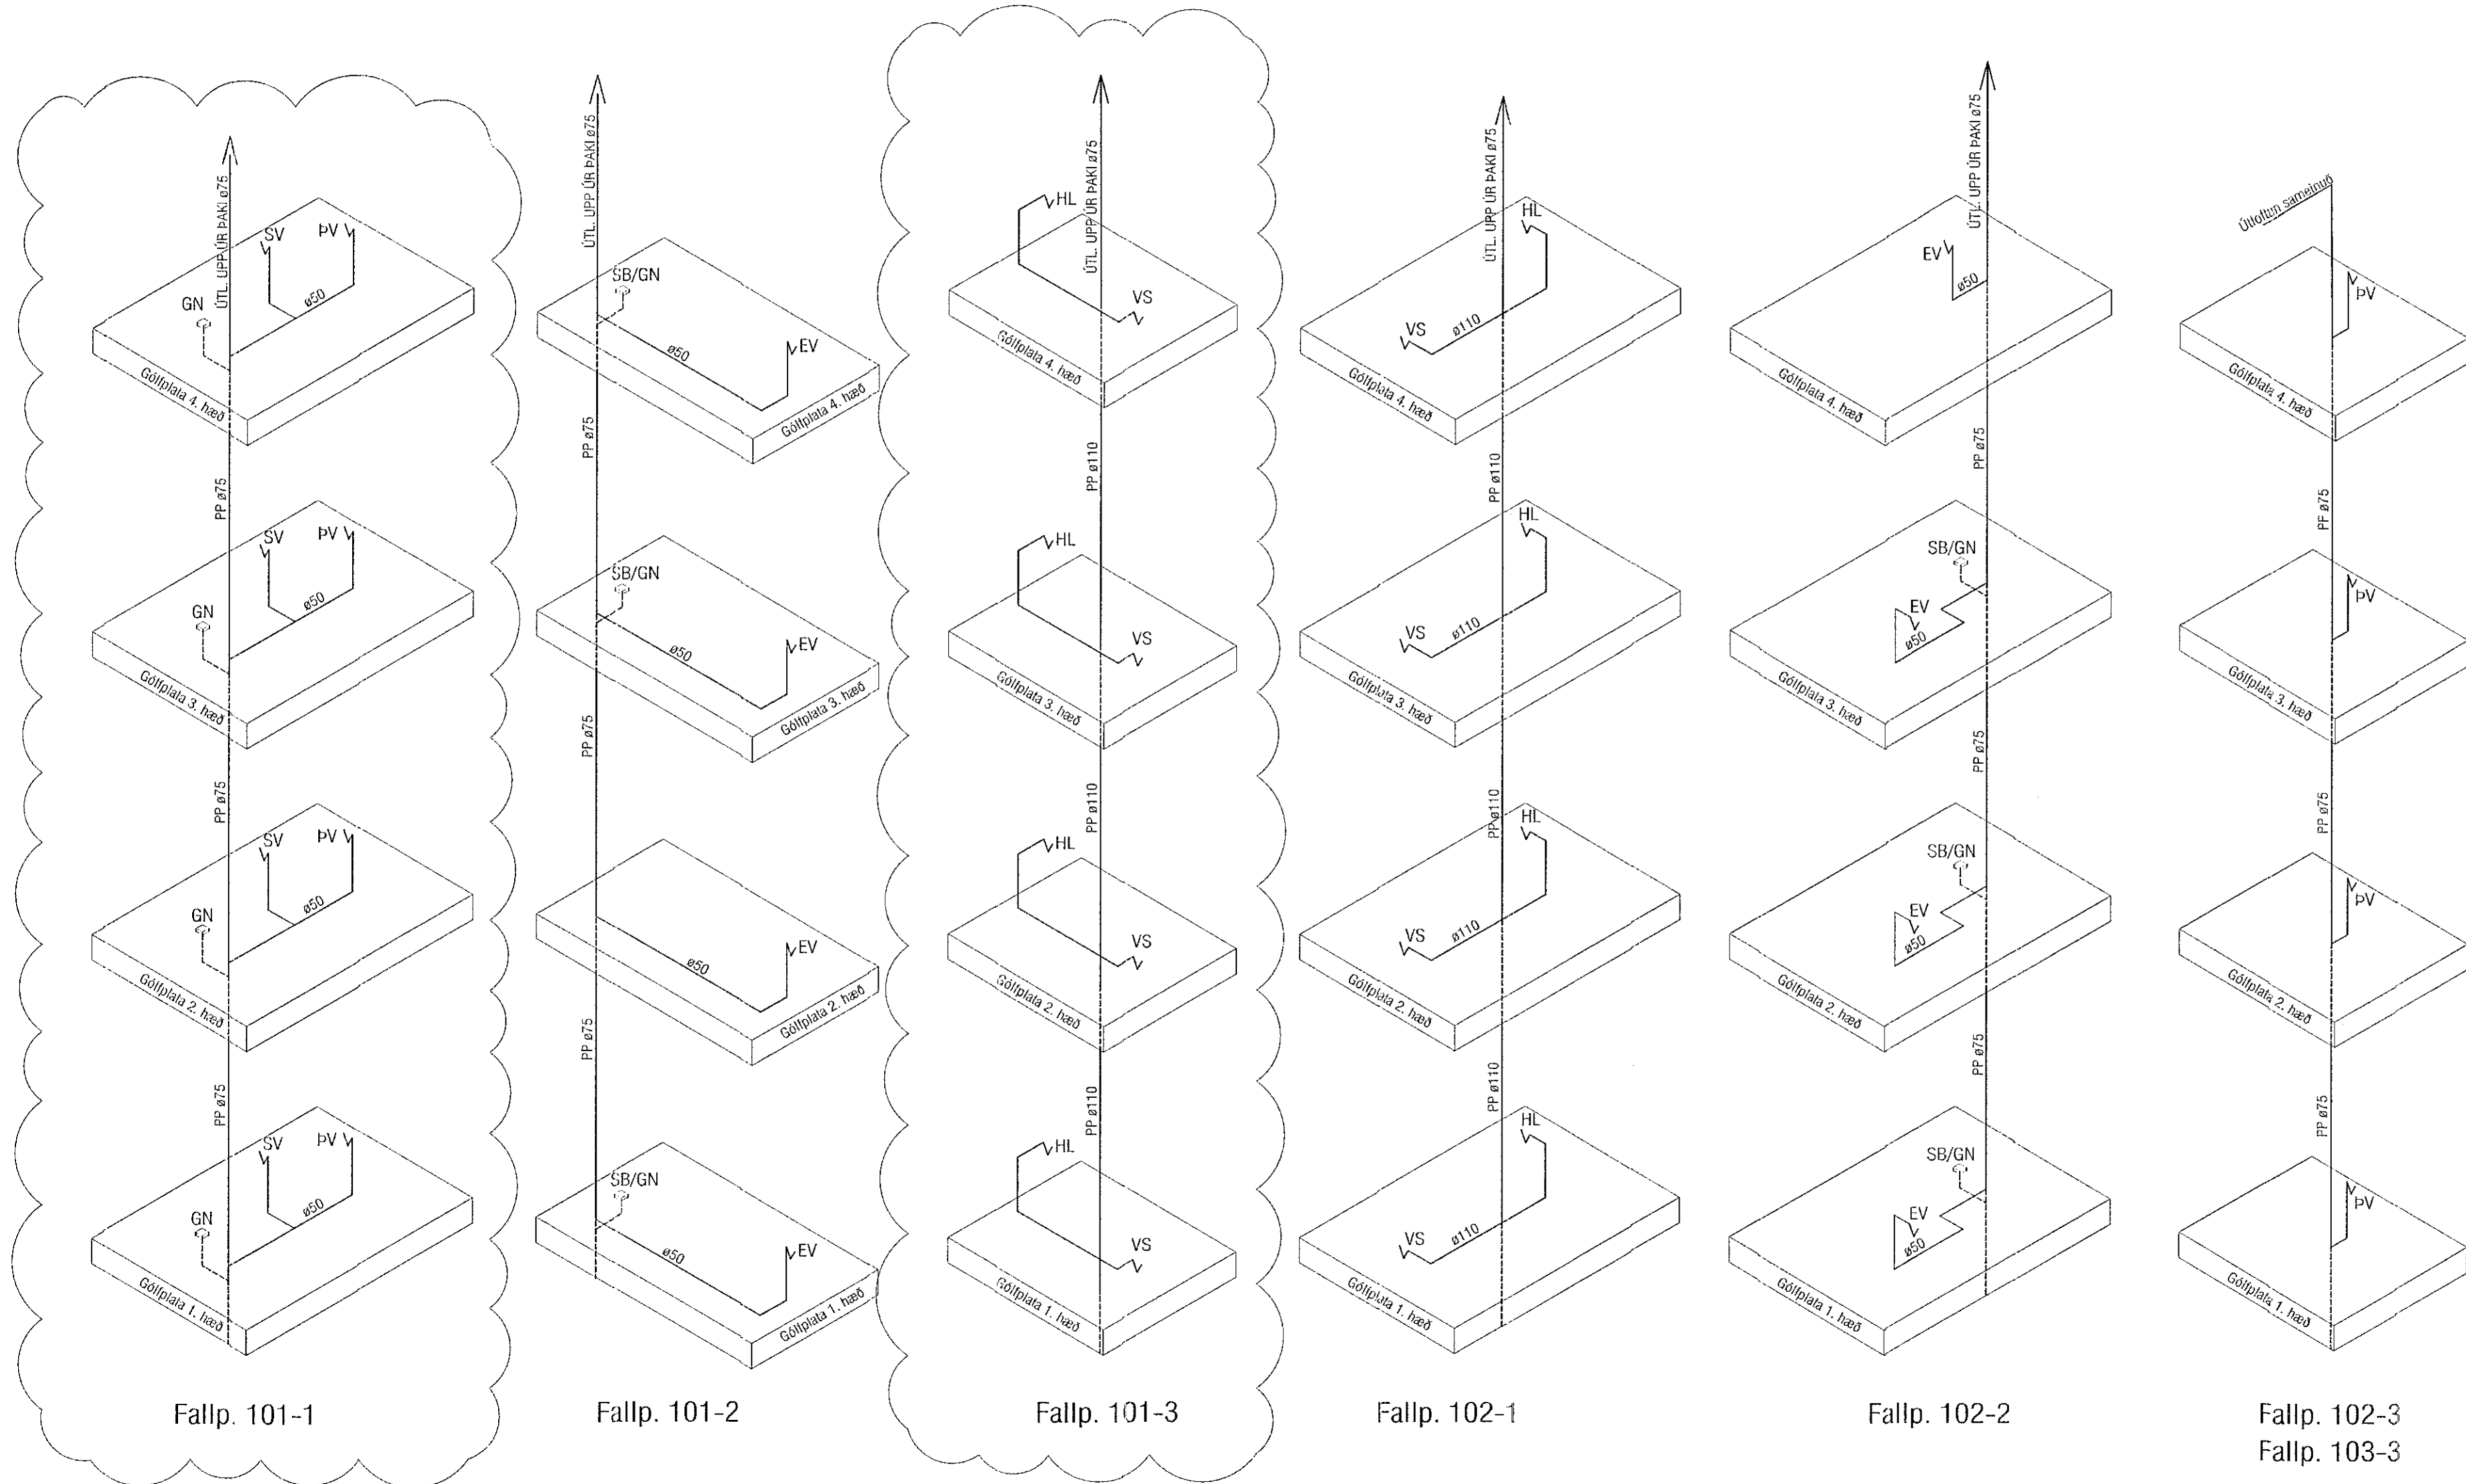 ÚTL. UPP ÚR ÞAKI ø75
SV
ÞV
GN
ø50
Gólfplata 4. hæð
PP ø75
SV
ÞV
GN
ø50
Gólfplata 3. hæð
PP ø75
SV
ÞV
GN
ø50
Gólfplata 2. hæð
PP ø75
SV
ÞV
GN
ø50
Gólfplata 1. hæð
Fallp. 101-1
ÚTL. UPP ÚR ÞAKI ø75
SB/GN
ø50
EV
Gólfplata 4. hæð
PP ø75
SB/GN
ø50
EV
Gólfplata 3. hæð
PP ø75
ø50
EV
Gólfplata 2. hæð
PP ø75
SB/GN
ø50
EV
Gólfplata 1. hæð
Fallp. 101-2
ÚTL. UPP ÚR ÞAKI ø75
HL
VS
Gólfplata 4. hæð
PP ø110
HL
VS
Gólfplata 3. hæð
PP ø110
HL
VS
Gólfplata 2. hæð
PP ø110
HL
VS
Gólfplata 1. hæð
Fallp. 101-3
ÚTL. UPP ÚR ÞAKI ø75
HL
VS
ø110
Gólfplata 4. hæð
PP ø110
HL
VS
ø110
Gólfplata 3. hæð
PP ø110
HL
VS
ø110
Gólfplata 2. hæð
PP ø110
HL
VS
ø110
Gólfplata 1. hæð
Fallp. 102-1
ÚTL. UPP ÚR ÞAKI ø75
EV
ø50
Gólfplata 4. hæð
PP ø75
SB/GN
EV
ø50
Gólfplata 3. hæð
PP ø75
SB/GN
EV
ø50
Gólfplata 2. hæð
PP ø75
SB/GN
EV
ø50
Gólfplata 1. hæð
Fallp. 102-2
Útloftun sameinuð
ÞV
Gólfplata 4. hæð
PP ø75
ÞV
Gólfplata 3. hæð
PP ø75
ÞV
Gólfplata 2. hæð
PP ø75
ÞV
Gólfplata 1. hæð
Fallp. 102-3
Fallp. 103-3